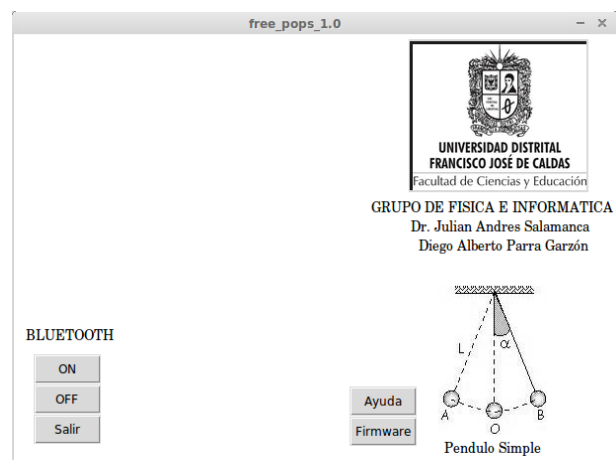 free_pops_1.0
UNIVERSIDAD DISTRITAL
FRANCISCO JOSÉ DE CALDAS
Facultad de Ciencias y Educación
GRUPO DE FISICA E INFORMATICA
Dr. Julian Andres Salamanca
Diego Alberto Parra Garzón
BLUETOOTH
ON
OFF
Salir
Ayuda
Firmware
L
α
A
O
B
Pendulo Simple